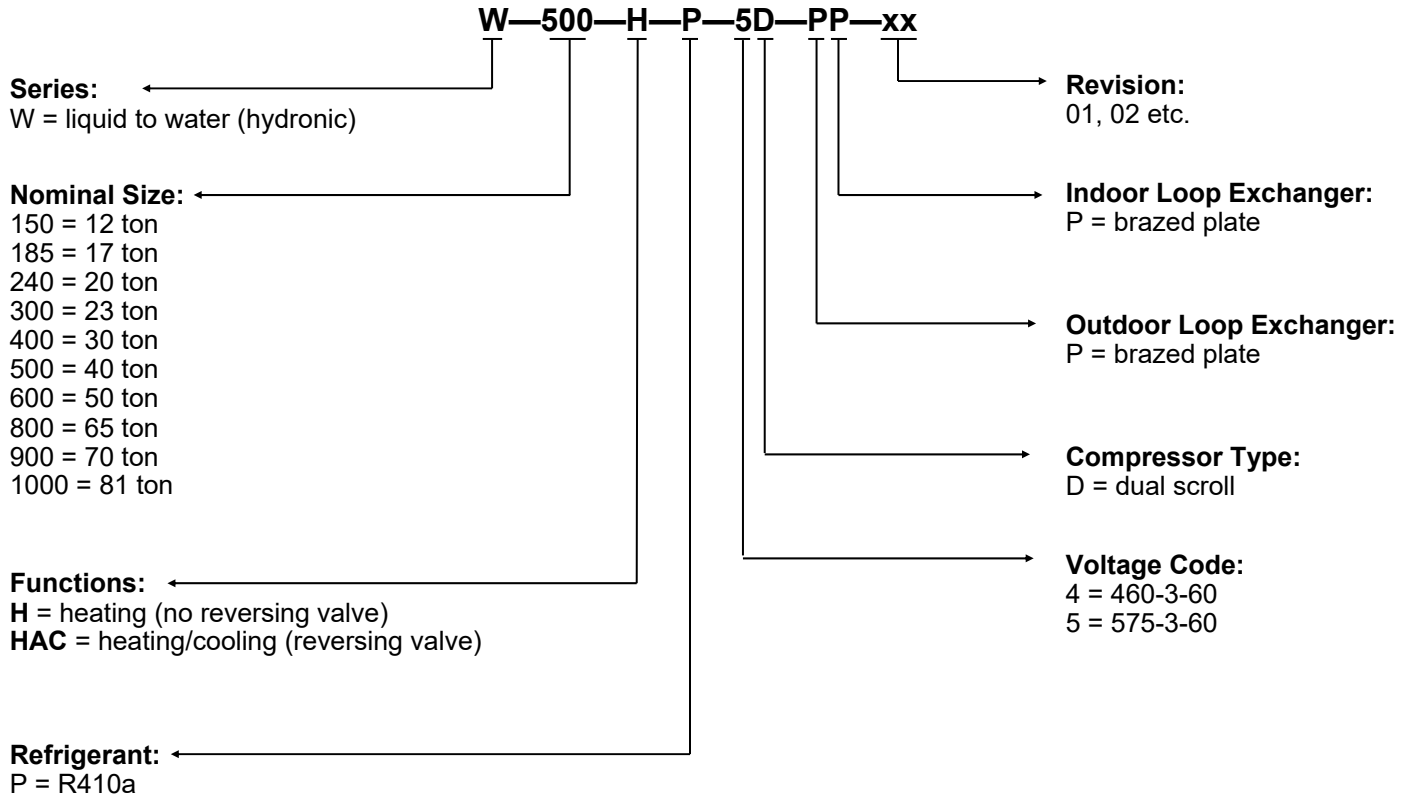 W—500—H—P—5D—PP—xx
Series:
W = liquid to water (hydronic)
Nominal Size:
150 = 12 ton
185 = 17 ton
240 = 20 ton
300 = 23 ton
400 = 30 ton
500 = 40 ton
600 = 50 ton
800 = 65 ton
900 = 70 ton
1000 = 81 ton
Functions:
H = heating (no reversing valve)
HAC = heating/cooling (reversing valve)
Refrigerant:
P = R410a
Revision:
01, 02 etc.
Indoor Loop Exchanger:
P = brazed plate
Outdoor Loop Exchanger:
P = brazed plate
Compressor Type:
D = dual scroll
Voltage Code:
4 = 460-3-60
5 = 575-3-60